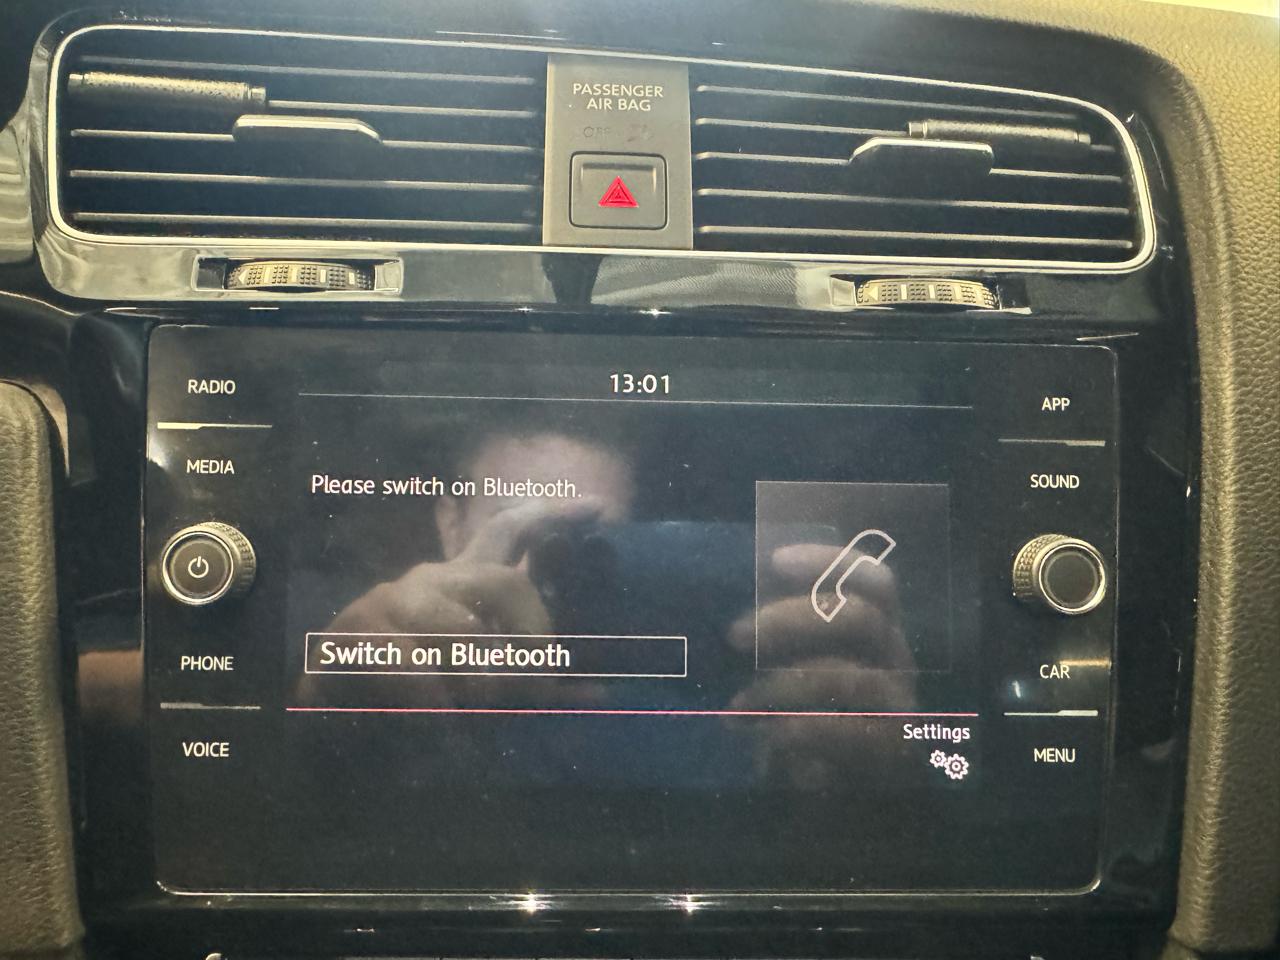 PASSENGER
AIR BAG
OFF
13:01
RADIO
MEDIA
PHONE
VOICE
Please switch on Bluetooth.
Switch on Bluetooth
Settings
APP
SOUND
CAR
MENU